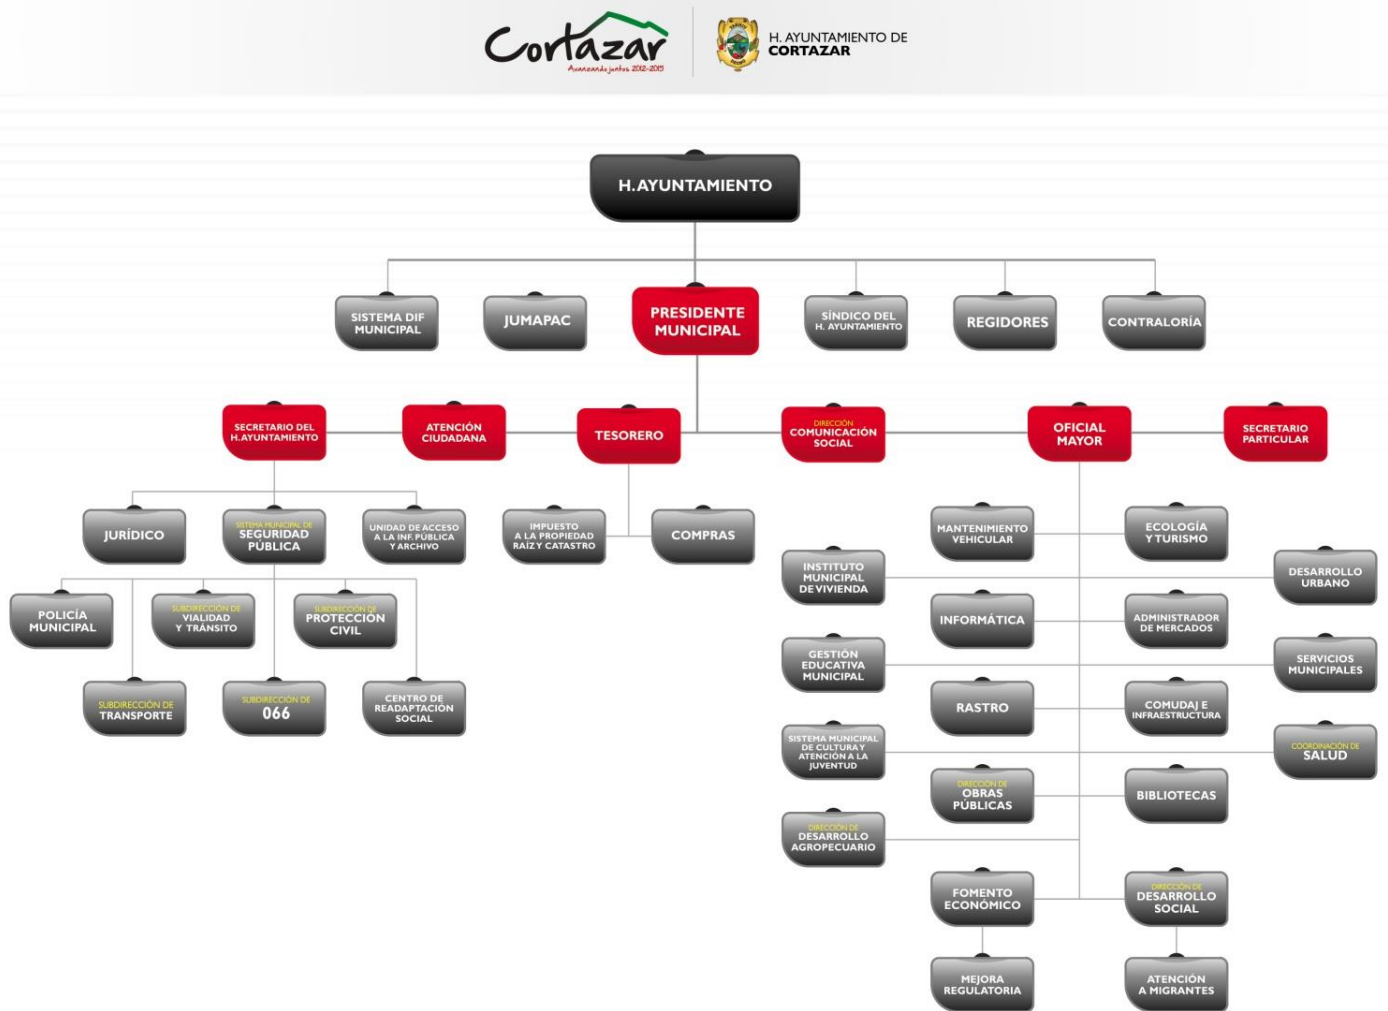 Cortazar
Avanzando juntos 2012-2015
H. AYUNTAMIENTO DE
CORTAZAR
H. AYUNTAMIENTO
SISTEMA DIF
MUNICIPAL
JUMAPAC
PRESIDENTE
MUNICIPAL
SÍNDICO DEL
H. AYUNTAMIENTO
REGIDORES
CONTRALORÍA
SECRETARIO DEL
H. AYUNTAMIENTO
ATENCIÓN
CIUDADANA
TESORERO
DIRECCIÓN
COMUNICACIÓN
SOCIAL
OFICIAL
MAYOR
SECRETARIO
PARTICULAR
JURÍDICO
SISTEMA MUNICIPAL DE
SEGURIDAD
PÚBLICA
UNIDAD DE ACCESO
A LA INF. PÚBLICA
Y ARCHIVO
IMPUESTO
A LA PROPIEDAD
RAÍZ Y CATASTRO
COMPRAS
MANTENIMIENTO
VEHICULAR
ECOLOGÍA
Y TURISMO
INSTITUTO
MUNICIPAL
DE VIVIENDA
DESARROLLO
URBANO
POLICÍA
MUNICIPAL
SUBDIRECCIÓN DE
VIALIDAD
Y TRÁNSITO
SUBDIRECCIÓN DE
PROTECCIÓN
CIVIL
INFORMÁTICA
ADMINISTRADOR
DE MERCADOS
GESTIÓN
EDUCATIVA
MUNICIPAL
SERVICIOS
MUNICIPALES
SUBDIRECCIÓN DE
TRANSPORTE
SUBDIRECCIÓN DE
066
CENTRO DE
READAPTACIÓN
SOCIAL
RASTRO
COMUDAJ E
INFRAESTRUCTURA
SISTEMA MUNICIPAL
DE CULTURA Y
ATENCIÓN A LA
JUVENTUD
COORDINACIÓN DE
SALUD
DIRECCIÓN DE
OBRAS
PÚBLICAS
BIBLIOTECAS
DIRECCIÓN DE
DESARROLLO
AGROPECUARIO
FOMENTO
ECONÓMICO
DIRECCIÓN DE
DESARROLLO
SOCIAL
MEJORA
REGULATORIA
ATENCIÓN
A MIGRANTES